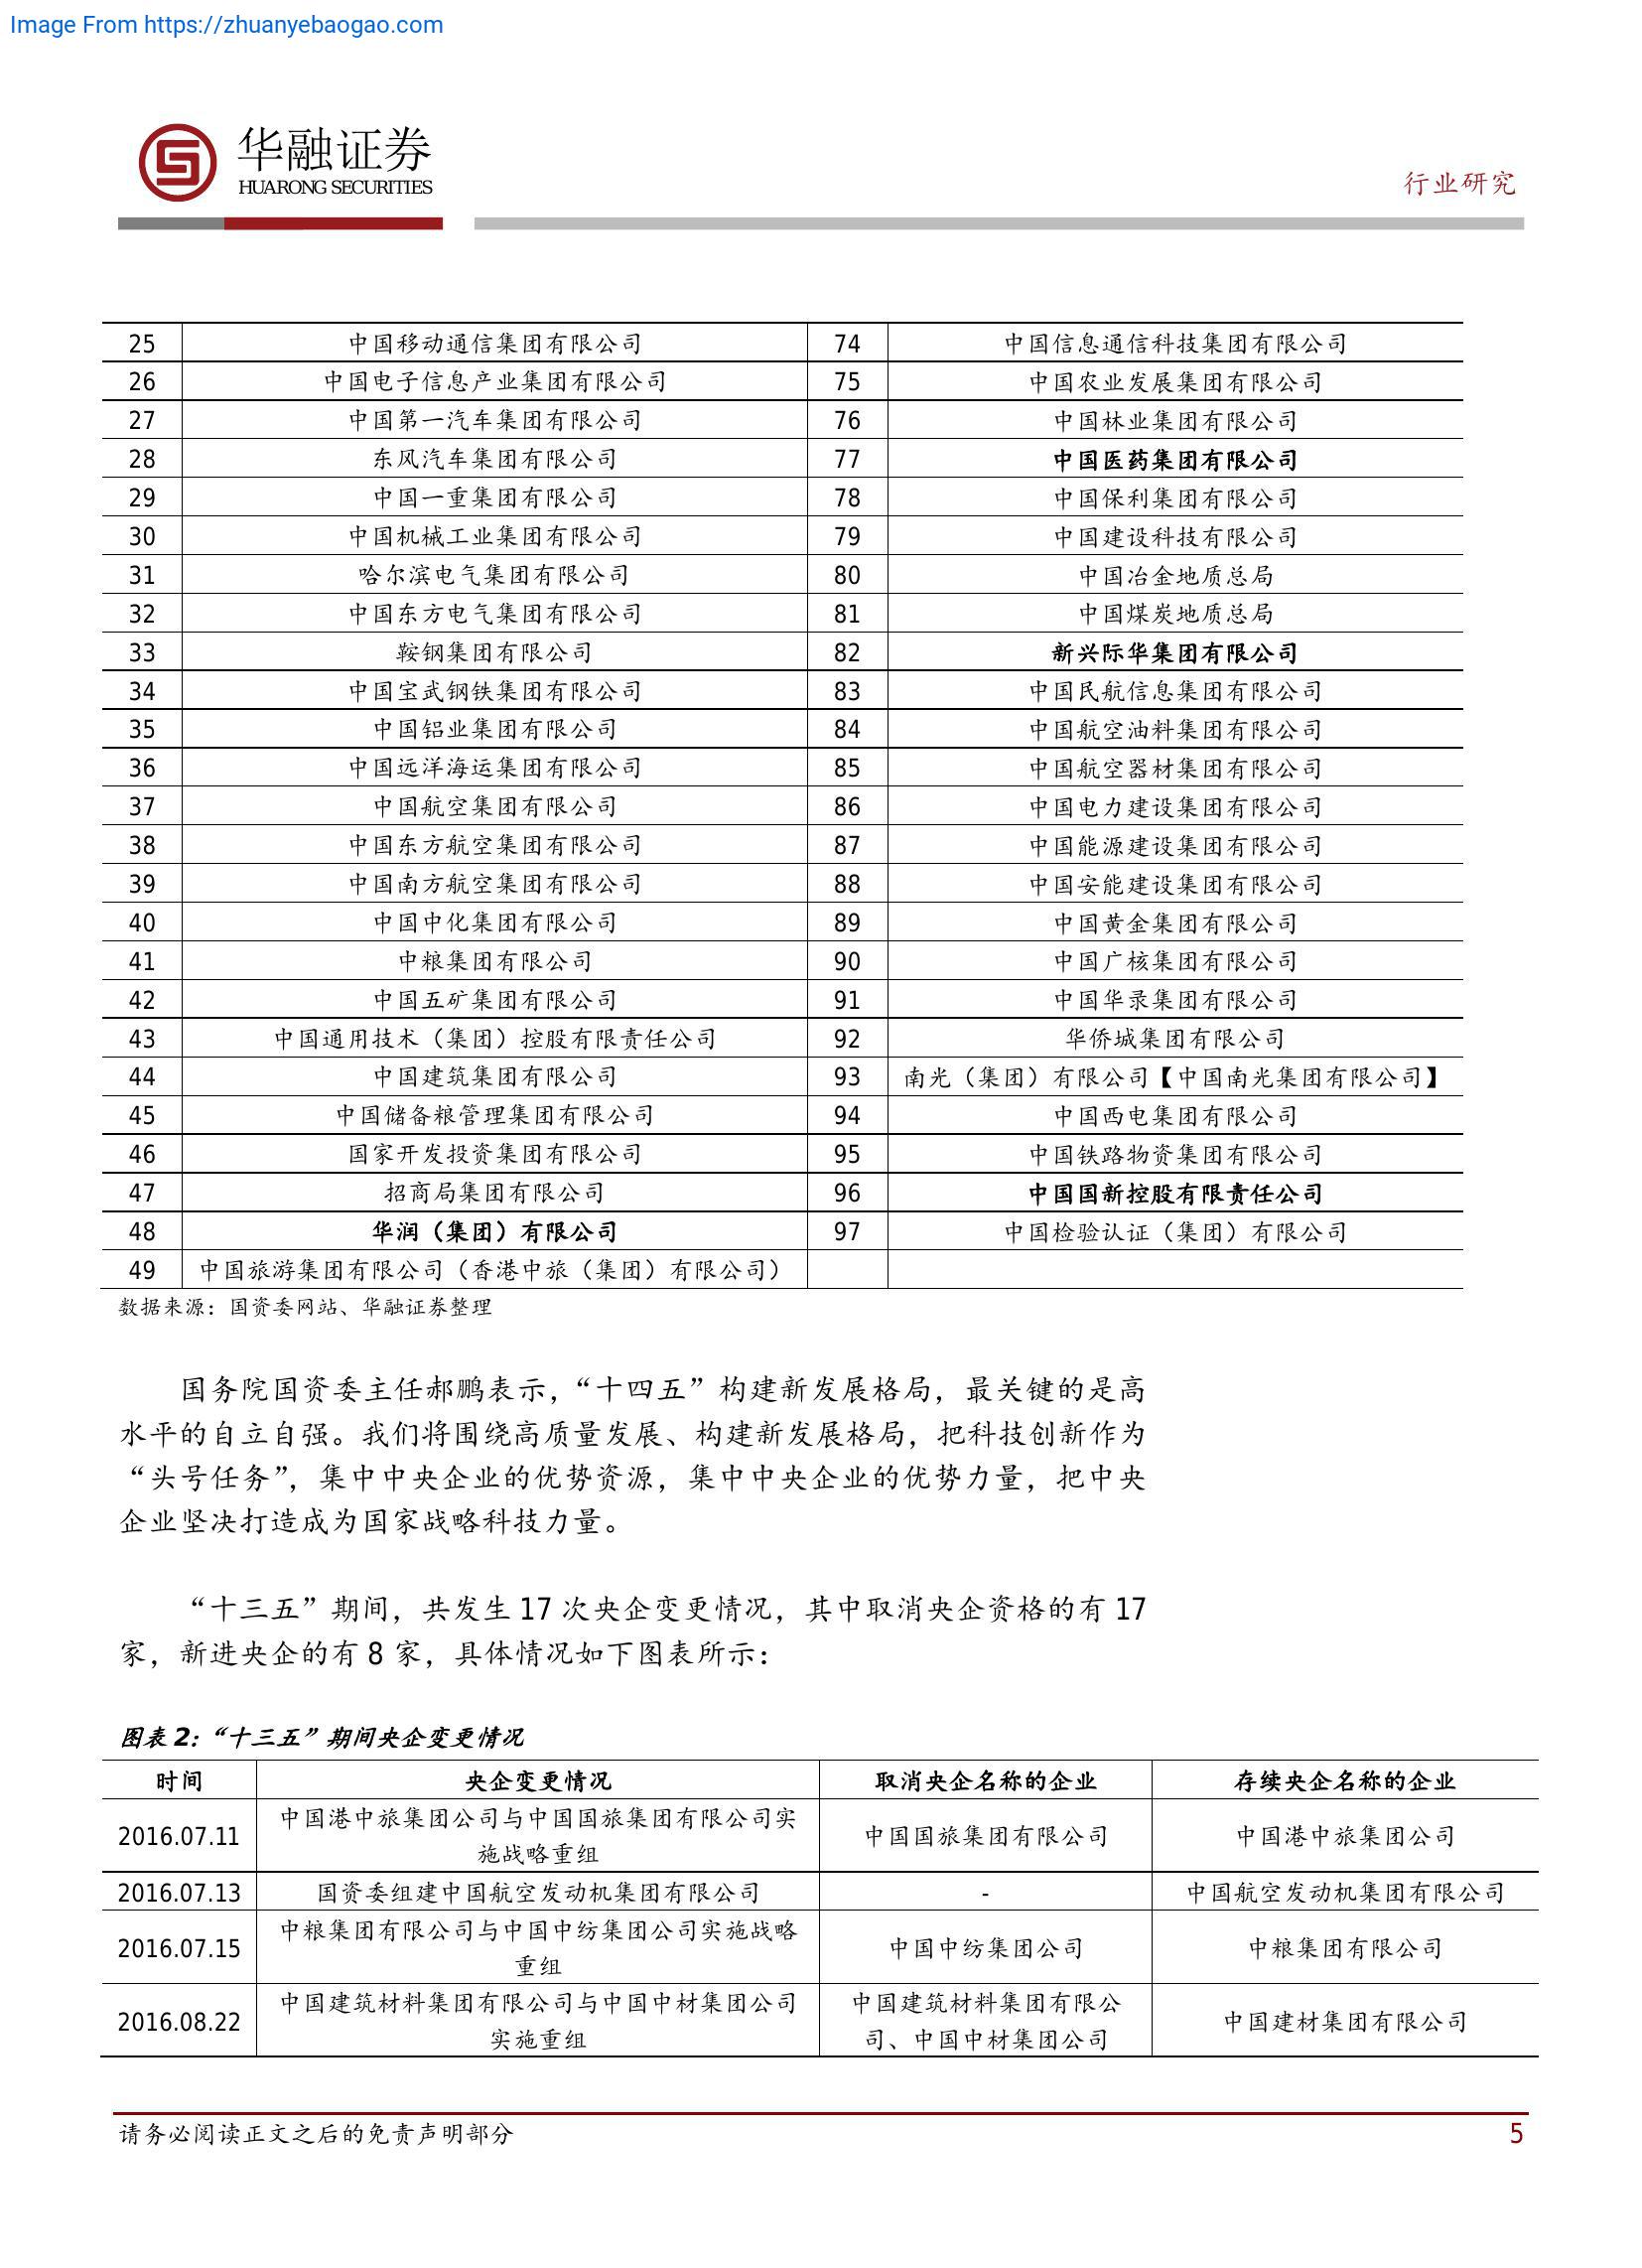 Image From https://zhuanyebaogao.com
华融证券
HUARONG SECURITIES
行业研究
25 中国移动通信集团有限公司 74 中国信息通信科技集团有限公司
26 中国电子信息产业集团有限公司 75 中国农业发展集团有限公司
27 中国第一汽车集团有限公司 76 中国林业集团有限公司
28 东风汽车集团有限公司 77 中国医药集团有限公司
29 中国一重集团有限公司 78 中国保利集团有限公司
30 中国机械工业集团有限公司 79 中国建设科技有限公司
31 哈尔滨电气集团有限公司 80 中国冶金地质总局
32 中国东方电气集团有限公司 81 中国煤炭地质总局
33 鞍钢集团有限公司 82 新兴际华集团有限公司
34 中国宝武钢铁集团有限公司 83 中国民航信息集团有限公司
35 中国铝业集团有限公司 84 中国航空油料集团有限公司
36 中国远洋海运集团有限公司 85 中国航空器材集团有限公司
37 中国航空集团有限公司 86 中国电力建设集团有限公司
38 中国东方航空集团有限公司 87 中国能源建设集团有限公司
39 中国南方航空集团有限公司 88 中国安能建设集团有限公司
40 中国中化集团有限公司 89 中国黄金集团有限公司
41 中粮集团有限公司 90 中国广核集团有限公司
42 中国五矿集团有限公司 91 中国华录集团有限公司
43 中国通用技术（集团）控股有限责任公司 92 华侨城集团有限公司
44 中国建筑集团有限公司 93 南光（集团）有限公司【中国南光集团有限公司】
45 中国储备粮管理集团有限公司 94 中国西电集团有限公司
46 国家开发投资集团有限公司 95 中国铁路物资集团有限公司
47 招商局集团有限公司 96 中国国新控股有限责任公司
48 华润（集团）有限公司 97 中国检验认证（集团）有限公司
49 中国旅游集团有限公司（香港中旅（集团）有限公司）
数据来源：国资委网站、华融证券整理
国务院国资委主任郝鹏表示，“十四五”构建新发展格局，最关键的是高
水平的自立自强。我们将围绕高质量发展、构建新发展格局，把科技创新作为
“头号任务”，集中中央企业的优势资源，集中中央企业的优势力量，把中央
企业坚决打造成为国家战略科技力量。
“十三五”期间，共发生 17 次央企变更情况，其中取消央企资格的有 17
家，新进央企的有 8 家，具体情况如下图表所示：
图表 2：“十三五”期间央企变更情况
时间 央企变更情况 取消央企名称的企业 存续央企名称的企业
中国港中旅集团公司与中国国旅集团有限公司实
2016.07.11 中国国旅集团有限公司 中国港中旅集团公司
施战略重组
2016.07.13 国资委组建中国航空发动机集团有限公司 - 中国航空发动机集团有限公司
中粮集团有限公司与中国中纺集团公司实施战略
2016.07.15 中国中纺集团公司 中粮集团有限公司
重组
中国建筑材料集团有限公司与中国中材集团公司 中国建筑材料集团有限公
2016.08.22 中国建材集团有限公司
实施重组 司、中国中材集团公司
请务必阅读正文之后的免责声明部分 5